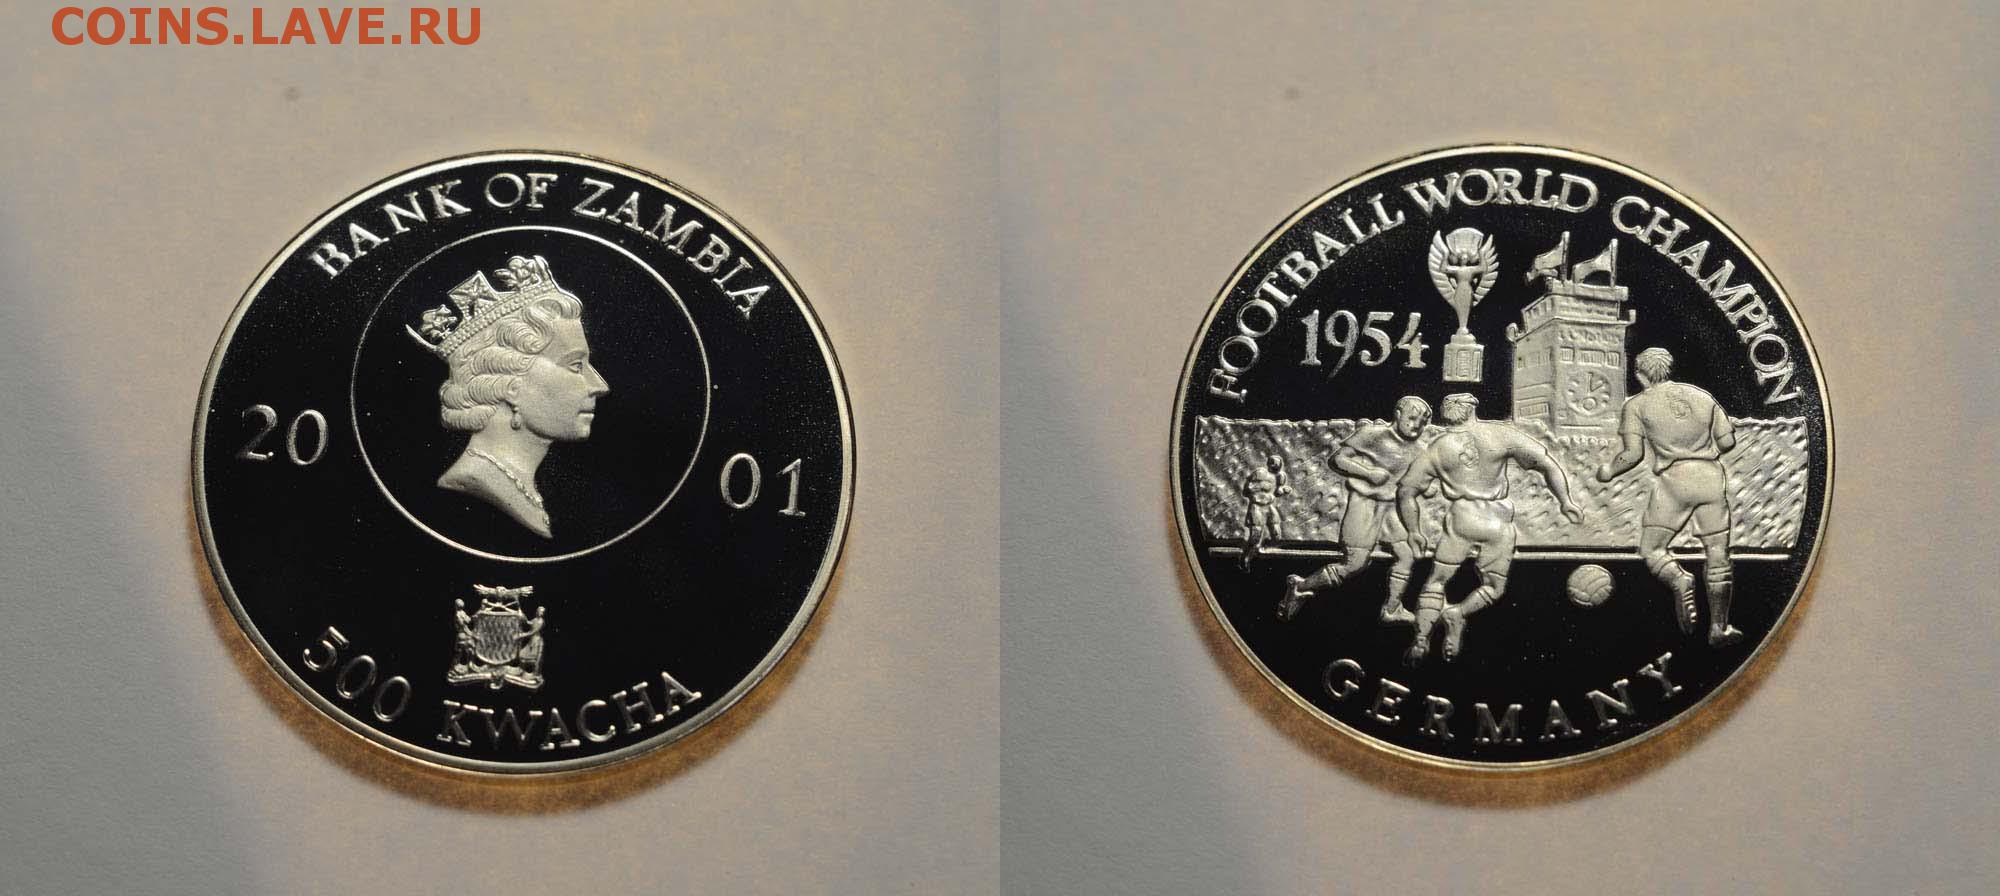 COINS.LAVE.RU
BANK OF ZAMBIA
20 01
500 KWACHA
FOOTBALL WORLD CHAMPION
1954
GERMANY